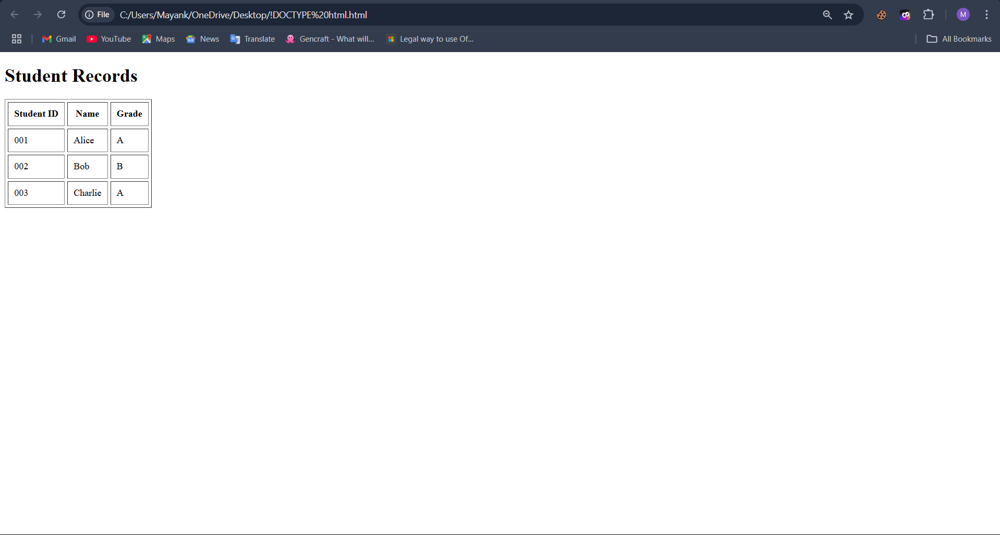 File C:/Users/Mayank/OneDrive/Desktop/!DOCTYPE%20html.html M
Gmail YouTube Maps News Translate Gencraft - What will... Legal way to use Of... All Bookmarks
Student Records
Student ID Name Grade
001 Alice A
002 Bob B
003 Charlie A